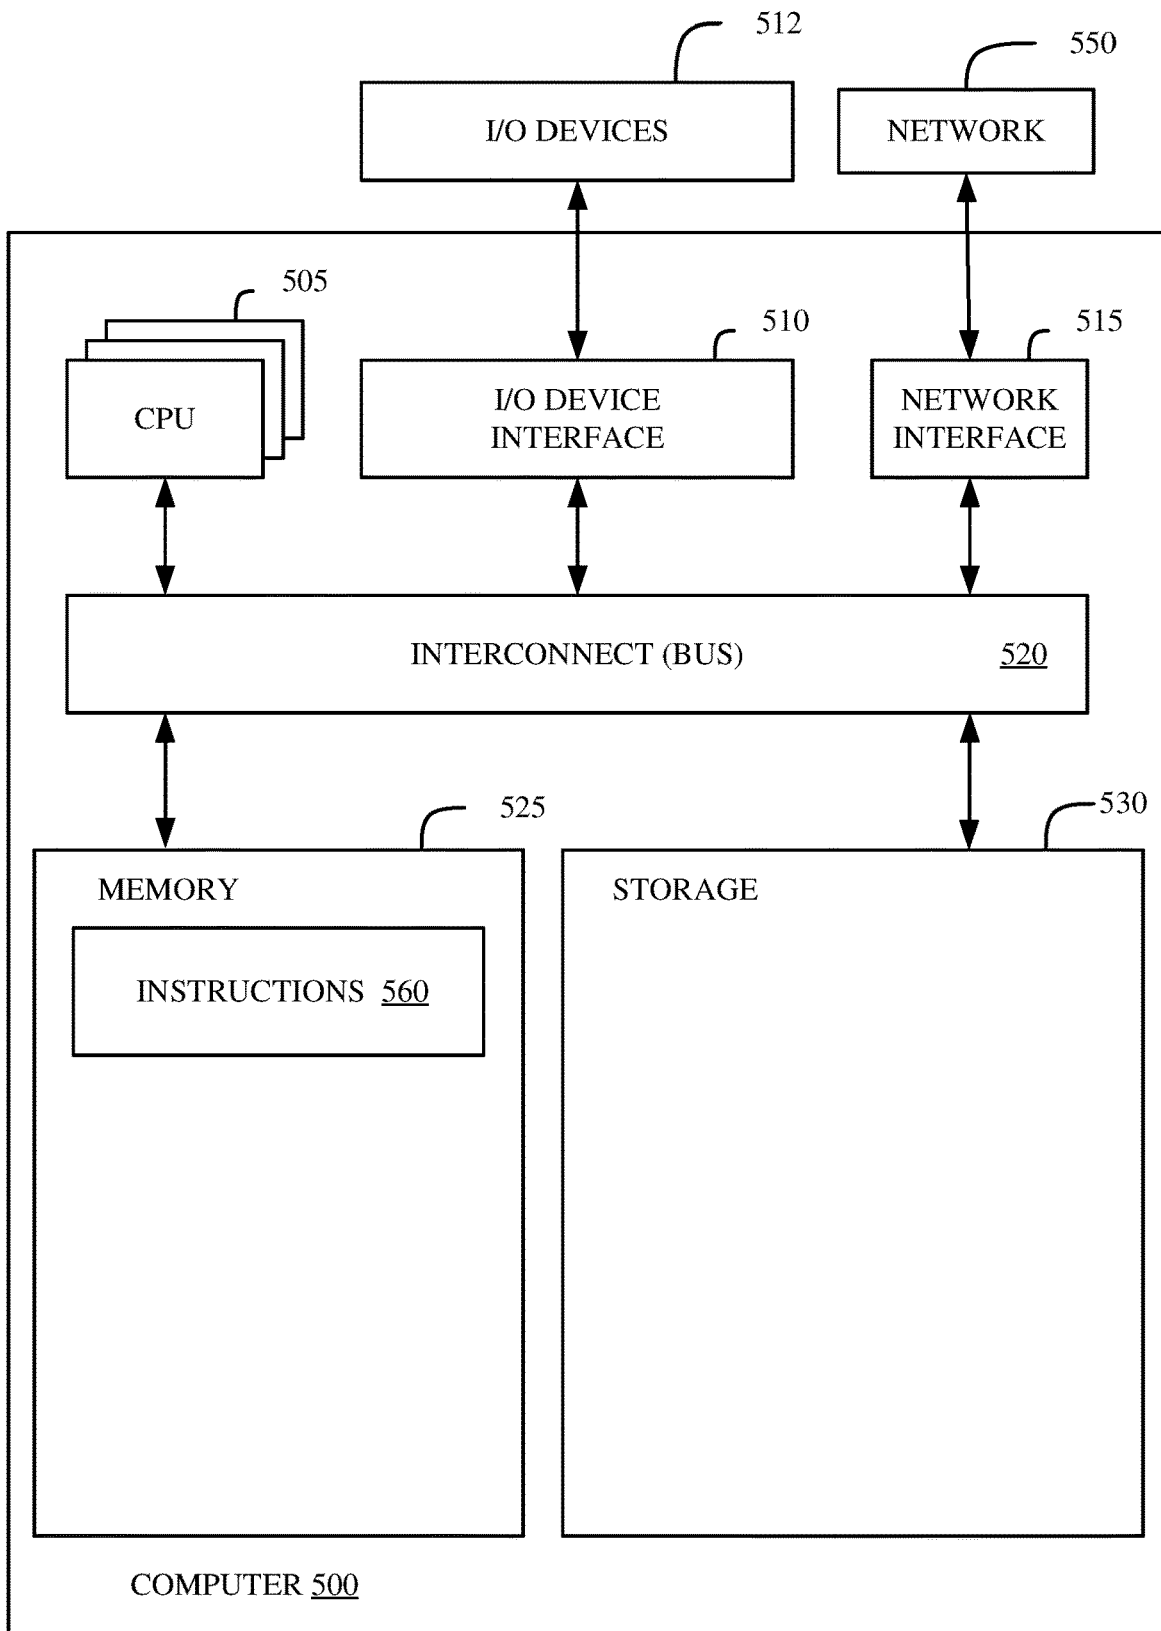 512
550
I/O DEVICES
NETWORK
505
510
515
CPU
I/O DEVICE
INTERFACE
NETWORK
INTERFACE
INTERCONNECT (BUS) 520
525
530
MEMORY
STORAGE
INSTRUCTIONS 560
COMPUTER 500